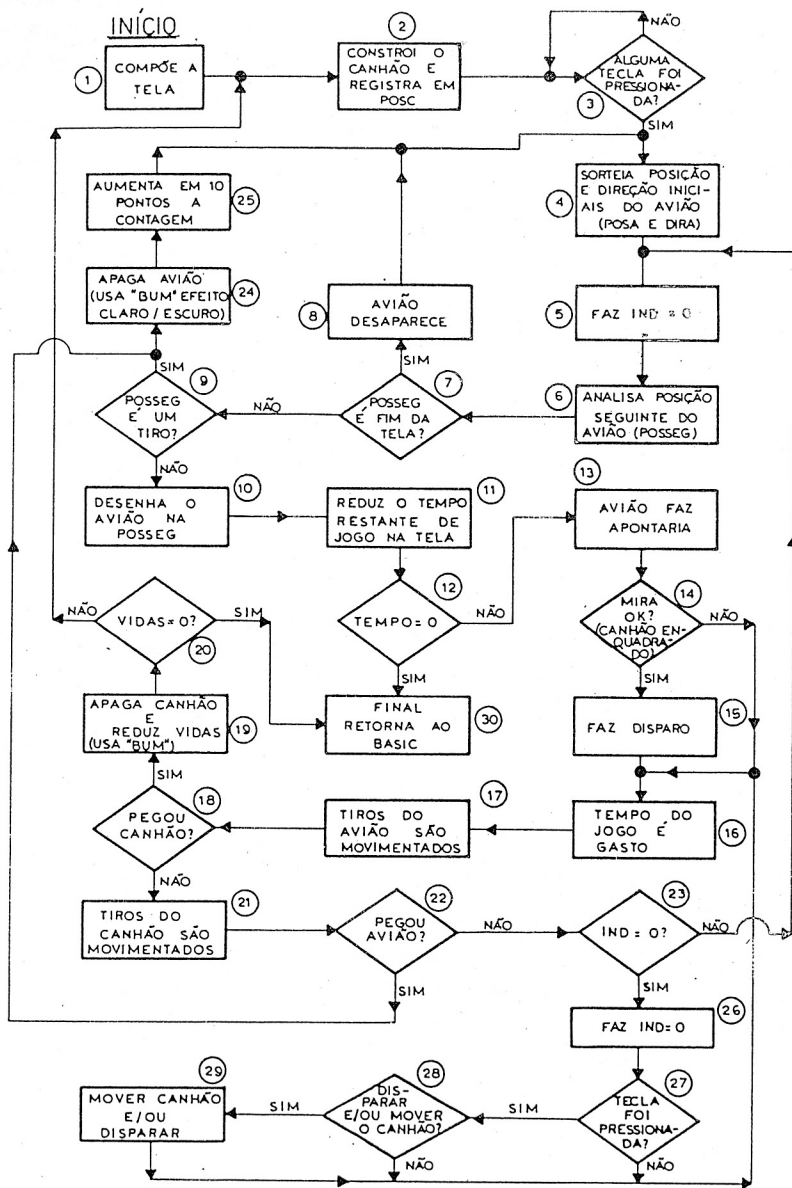 INÍCIO
1
COMPÕE A
TELA
2
CONSTROI O
CANHÃO E
REGISTRA EM
POSC
NÃO
ALGUMA
TECLA FOI
PRESSIONA-
DA?
3
SIM
SORTEIA POSIÇÃO
E DIREÇÃO INICI-
AIS DO AVIÃO
(POSA E DIRA)
4
AUMENTA EM 10
PONTOS A
CONTAGEM
25
APAGA AVIÃO
(USA "BUM" EFEITO
CLARO / ESCURO)
24
AVIÃO
DESAPARECE
8
FAZ IND = 0
5
SIM
SIM
POSSEG
É UM
TIRO?
9
NÃO
POSSEG
É FIM DA
TELA?
7
ANALISA POSIÇÃO
SEGUINTE DO
AVIÃO (POSSEG)
6
NÃO
DESENHA O
AVIÃO NA
POSSEG
10
REDUZ O TEMPO
RESTANTE DE
JOGO NA TELA
11
AVIÃO FAZ
APONTARIA
13
NÃO
VIDAS = 0?
SIM
20
TEMPO = 0
12
NÃO
MIRA
OK?
(CANHÃO EN-
QUADRADO)
14
NÃO
SIM
SIM
APAGA CANHÃO
E
REDUZ VIDAS
(USA "BUM")
19
FINAL
RETORNA AO
BASIC
30
FAZ DISPARO
15
SIM
PEGOU
CANHÃO?
18
TIROS DO
AVIÃO SÃO
MOVIMENTADOS
17
TEMPO DO
JOGO É
GASTO
16
NÃO
TIROS DO
CANHÃO SÃO
MOVIMENTADOS
21
PEGOU
AVIÃO?
22
NÃO
IND = 0?
23
NÃO
SIM
SIM
FAZ IND=0
26
MOVER CANHÃO
E/OU
DISPARAR
29
SIM
DIS-
PARAR
E/OU MOVER
O CANHÃO?
28
SIM
TECLA
FOI
PRESSIONA-
DA?
27
NÃO
NÃO